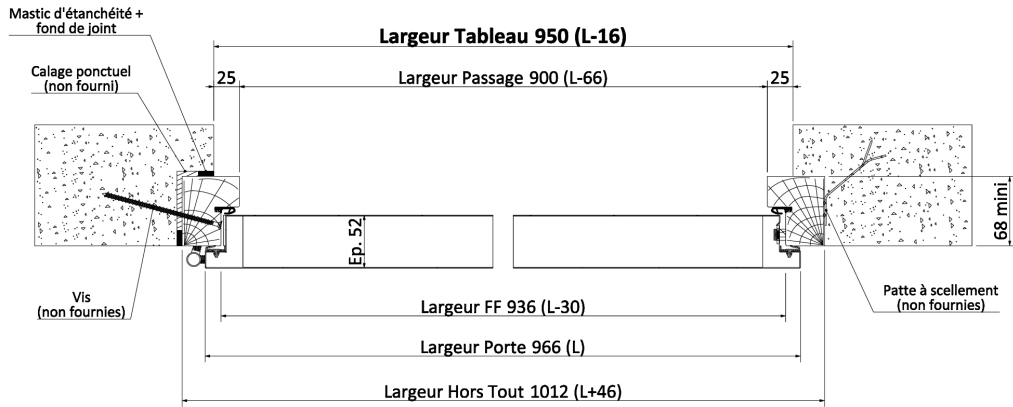 Mastic d'étanchéité +
fond de joint
Largeur Tableau 950 (L-16)
Calage ponctuel
(non fourni)
25
Largeur Passage 900 (L-66)
25
68 mini
Ep. 52
Vis
(non fournies)
Patte à scellement
(non fournies)
Largeur FF 936 (L-30)
Largeur Porte 966 (L)
Largeur Hors Tout 1012 (L+46)